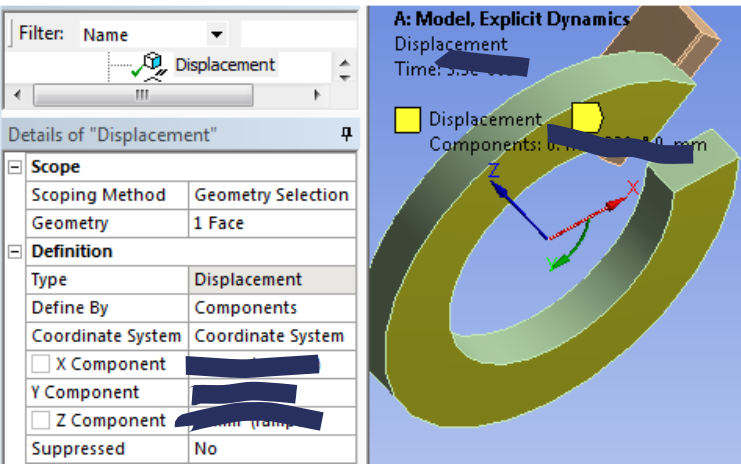 Filter: Name
Displacement
Details of "Displacement"
Scope
Scoping Method Geometry Selection
Geometry 1 Face
Definition
Type Displacement
Define By Components
Coordinate System Coordinate System
X Component
Y Component
Z Component
Suppressed No
A: Model, Explicit Dynamics
Displacement
Time:
Displacement
Components: mm
Z
X
Y